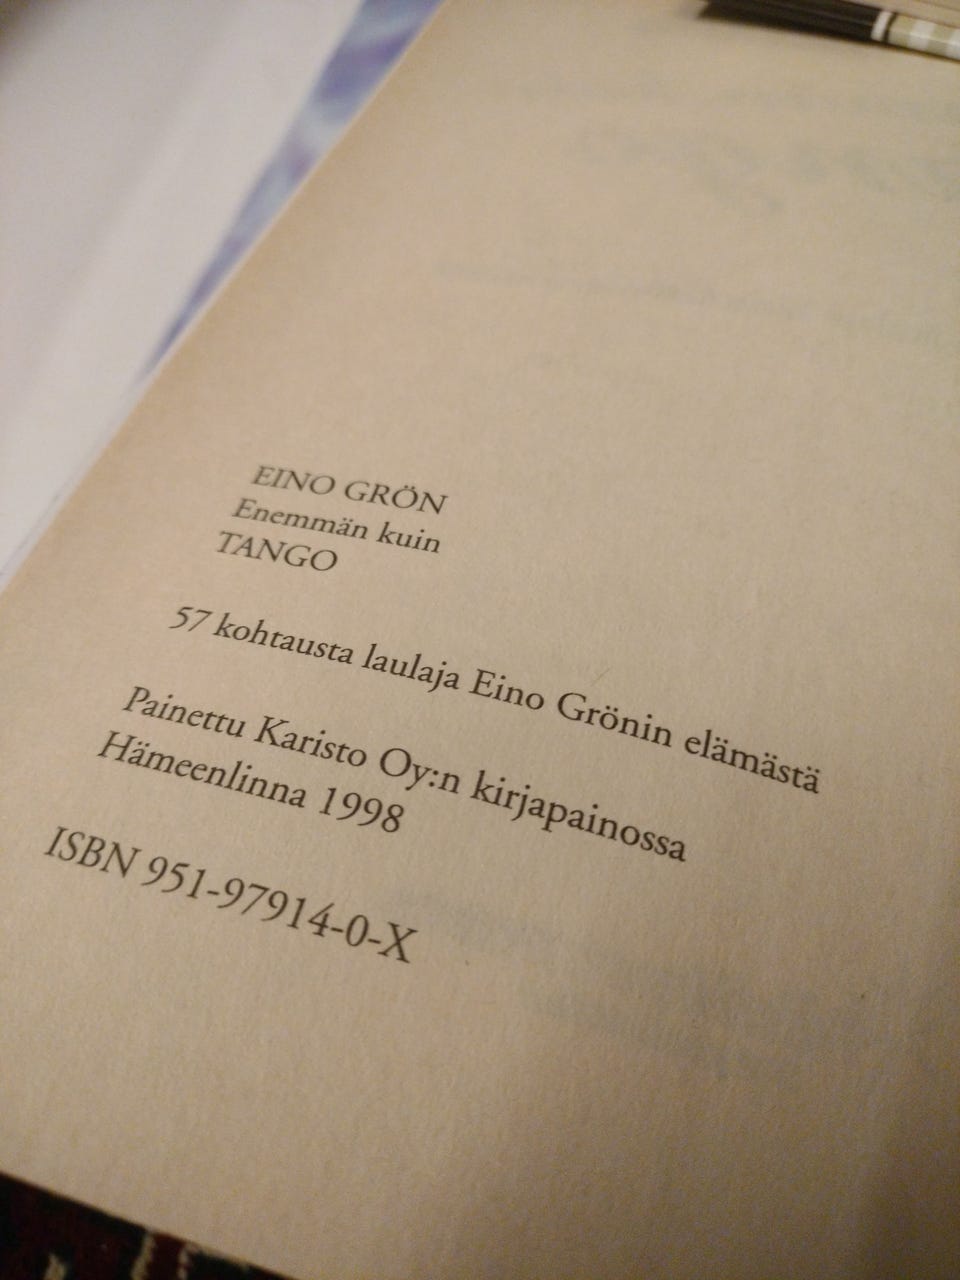 EINO GRÖN
Enemmän kuin
TANGO
57 kohtausta laulaja Eino Grönin elämästä
Painettu Karisto Oy:n kirjapainossa
Hämeenlinna 1998
ISBN 951-97914-0-X